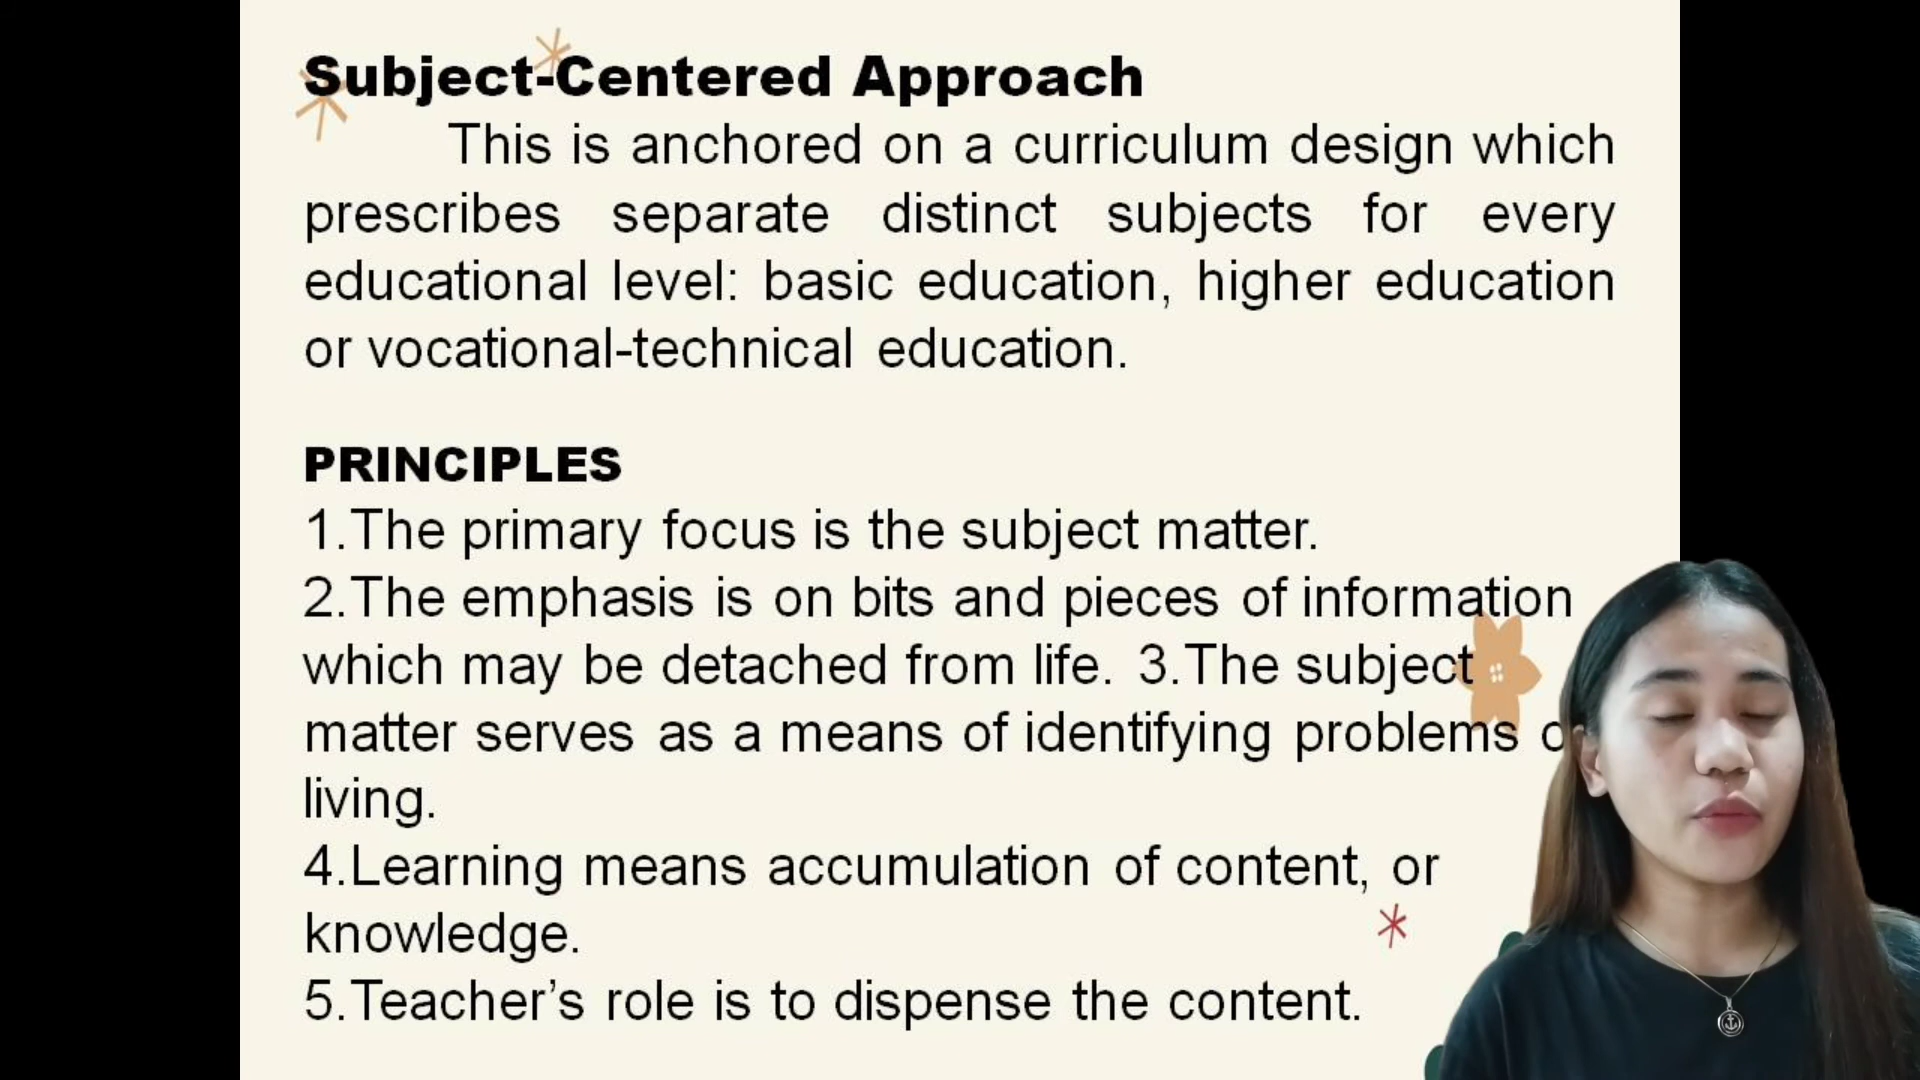 Subject-Centered Approach
This is anchored on a curriculum design which
prescribes separate distinct subjects for every
educational level: basic education, higher education
or vocational-technical education.
PRINCIPLES
1.The primary focus is the subject matter.
2.The emphasis is on bits and pieces of information
which may be detached from life. 3.The subject
matter serves as a means of identifying problems
living.
4.Learning means accumulation of content, or
knowledge.
5.Teacher’s role is to dispense the content.